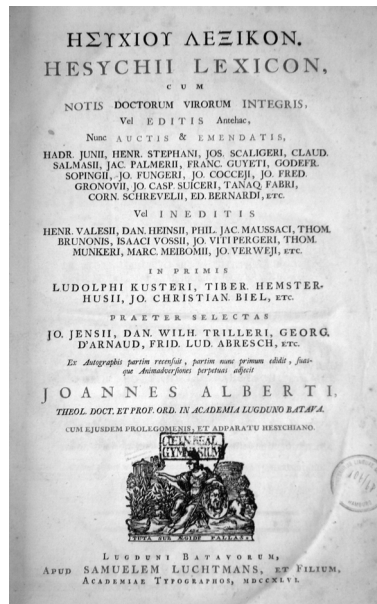 ΗΣΥΧΙΟΥ ΛΕΞΙΚΟΝ.
HESYCHII LEXICON,
CUM
NOTIS DOCTORUM VIRORUM INTEGRIS,
Vel EDITIS Antehac,
Nunc AUCTIS & EMENDATIS,
HADR. JUNII, HENR. STEPHANI, JOS. SCALIGERI, CLAUD.
SALMASII, JAC. PALMERII, FRANC. GUYETI, GODEFR.
SOPINGII, JO. FUNGERI, JO. COCCEJI, JO. FRED.
GRONOVII, JO. CASP. SUICERI, TANAQ. FABRI,
CORN. SCHREVELII, ED. BERNARDI, ETC.
Vel INEDITIS
HENR. VALESII, DAN. HEINSII, PHIL. JAC. MAUSSACI, THOM.
BRUNONIS, ISAACI VOSSII, JO. VITI PERGERI, THOM.
MUNKERI, MARC. MEIBOMII, JO. VERWEJI, ETC.
IN PRIMIS
LUDOLPHI KUSTERI, TIBER. HEMSTER-
HUSII, JO. CHRISTIAN. BIEL, ETC.
PRAETER SELECTAS
JO. JENSII, DAN. WILH. TRILLERI, GEORG.
D'ARNAUD, FRID. LUD. ABRESCH, ETC.
Ex Autographis partim recensuit, partim nunc primum edidit, suas-
que Animadversiones perpetuas adjecit
JOANNES ALBERTI,
THEOL. DOCT. ET PROF. ORD. IN ACADEMIA LUGDUNO BATAVA.
CUM EJUSDEM PROLEGOMENIS, ET ADPARATU HESYCHIANO.
GYMNASIUM
TUTA SUB AEGIDE PALLAS.
LUGDUNI BATAVORUM,
APUD SAMUELEM LUCHTMANS, ET FILIUM,
ACADEMIAE TYPOGRAPHOS, MDCCXLVI.